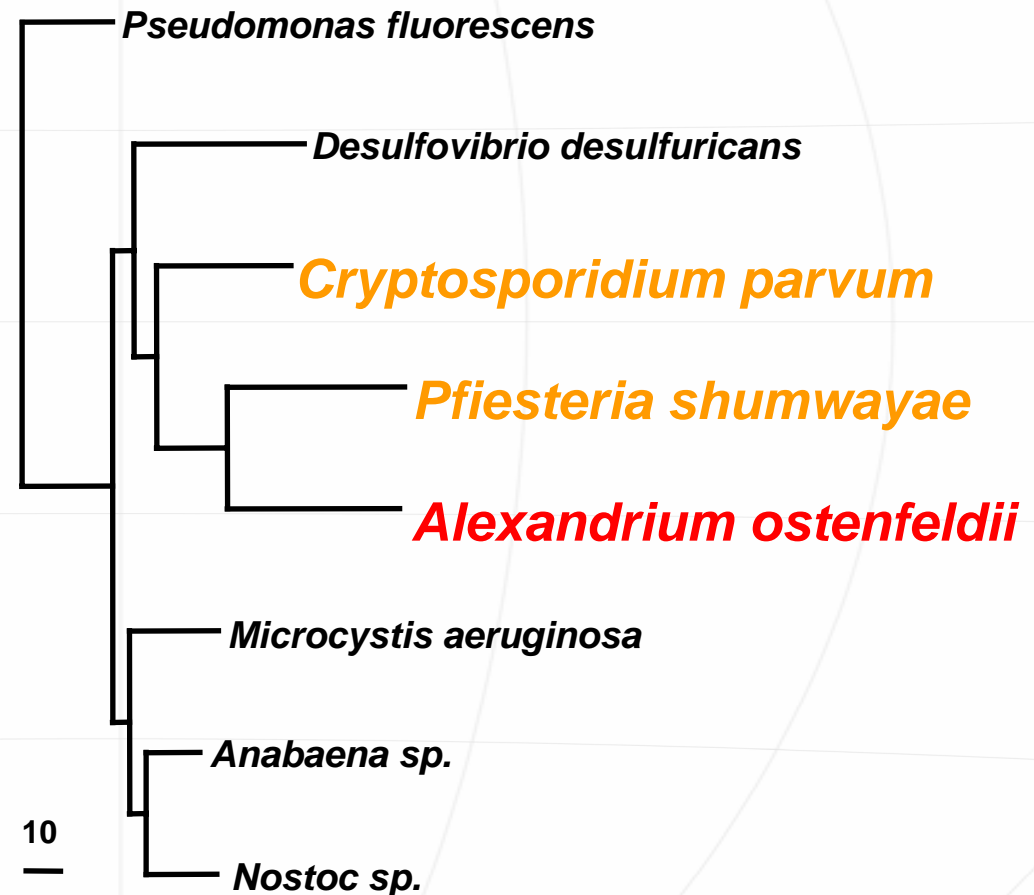 Pseudomonas fluorescens
Desulfovibrio desulfuricans
Cryptosporidium parvum
Pfiesteria shumwayae
Alexandrium ostenfeldii
Microcystis aeruginosa
Anabaena sp.
10
Nostoc sp.